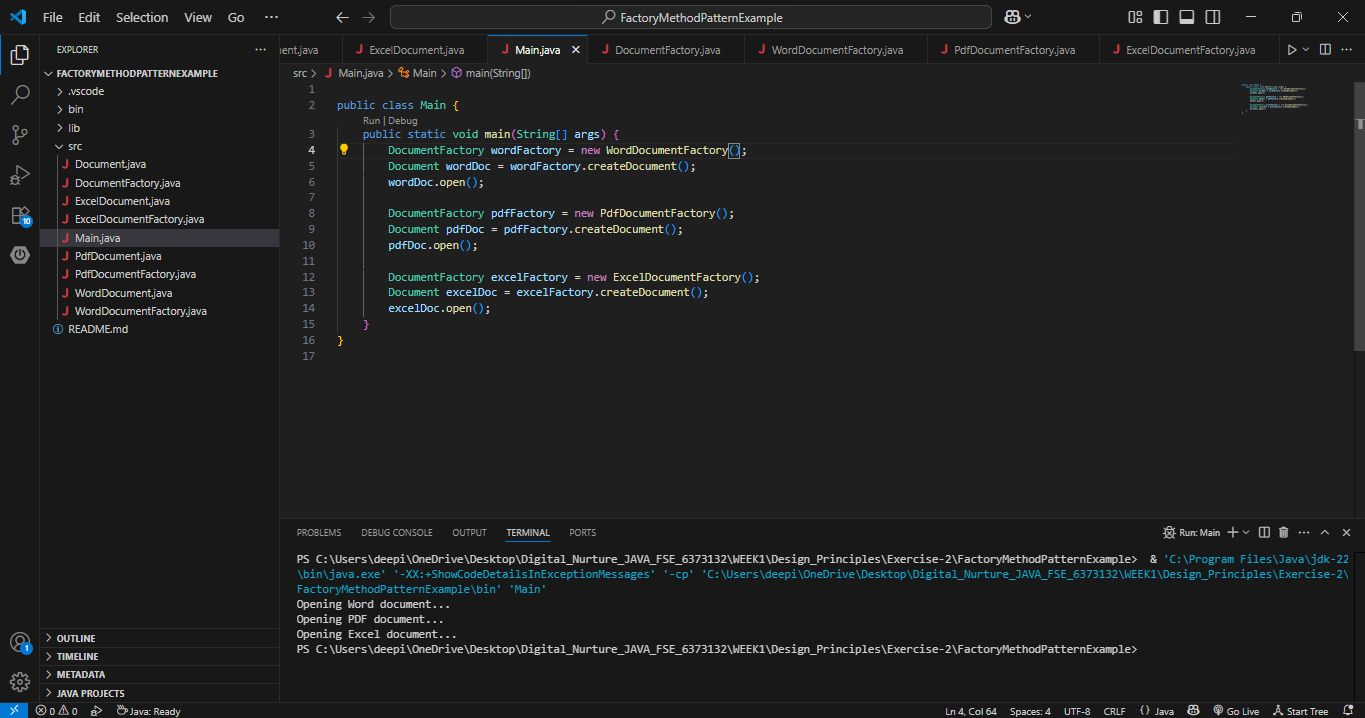 File Edit Selection View Go ··· FactoryMethodPatternExample
EXPLORER ···
FACTORYMETHODPATTERNEXAMPLE
.vscode
bin
lib
src
J Document.java
J DocumentFactory.java
J ExcelDocument.java
J ExcelDocumentFactory.java
J Main.java
J PdfDocument.java
J PdfDocumentFactory.java
J WordDocument.java
J WordDocumentFactory.java
README.md
OUTLINE
TIMELINE
METADATA
JAVA PROJECTS
10
1
ent.java J ExcelDocument.java J Main.java J DocumentFactory.java J WordDocumentFactory.java J PdfDocumentFactory.java J ExcelDocumentFactory.java ···
src > J Main.java > Main > main(String[])
1
2 public class Main {
Run | Debug
3 public static void main(String[] args) {
4 DocumentFactory wordFactory = new WordDocumentFactory();
5 Document wordDoc = wordFactory.createDocument();
6 wordDoc.open();
7
8 DocumentFactory pdfFactory = new PdfDocumentFactory();
9 Document pdfDoc = pdfFactory.createDocument();
10 pdfDoc.open();
11
12 DocumentFactory excelFactory = new ExcelDocumentFactory();
13 Document excelDoc = excelFactory.createDocument();
14 excelDoc.open();
15 }
16 }
17
PROBLEMS DEBUG CONSOLE OUTPUT TERMINAL PORTS Run: Main ···
PS C:\Users\deepi\OneDrive\Desktop\Digital_Nurture_JAVA_FSE_6373132\WEEK1\Design_Principles\Exercise-2\FactoryMethodPatternExample> & 'C:\Program Files\Java\jdk-22
\bin\java.exe' '-XX:+ShowCodeDetailsInExceptionMessages' '-cp' 'C:\Users\deepi\OneDrive\Desktop\Digital_Nurture_JAVA_FSE_6373132\WEEK1\Design_Principles\Exercise-2\
FactoryMethodPatternExample\bin' 'Main'
Opening Word document...
Opening PDF document...
Opening Excel document...
PS C:\Users\deepi\OneDrive\Desktop\Digital_Nurture_JAVA_FSE_6373132\WEEK1\Design_Principles\Exercise-2\FactoryMethodPatternExample>
0 0 Java: Ready Ln 4, Col 64 Spaces: 4 UTF-8 CRLF {} Java Go Live Start Tree